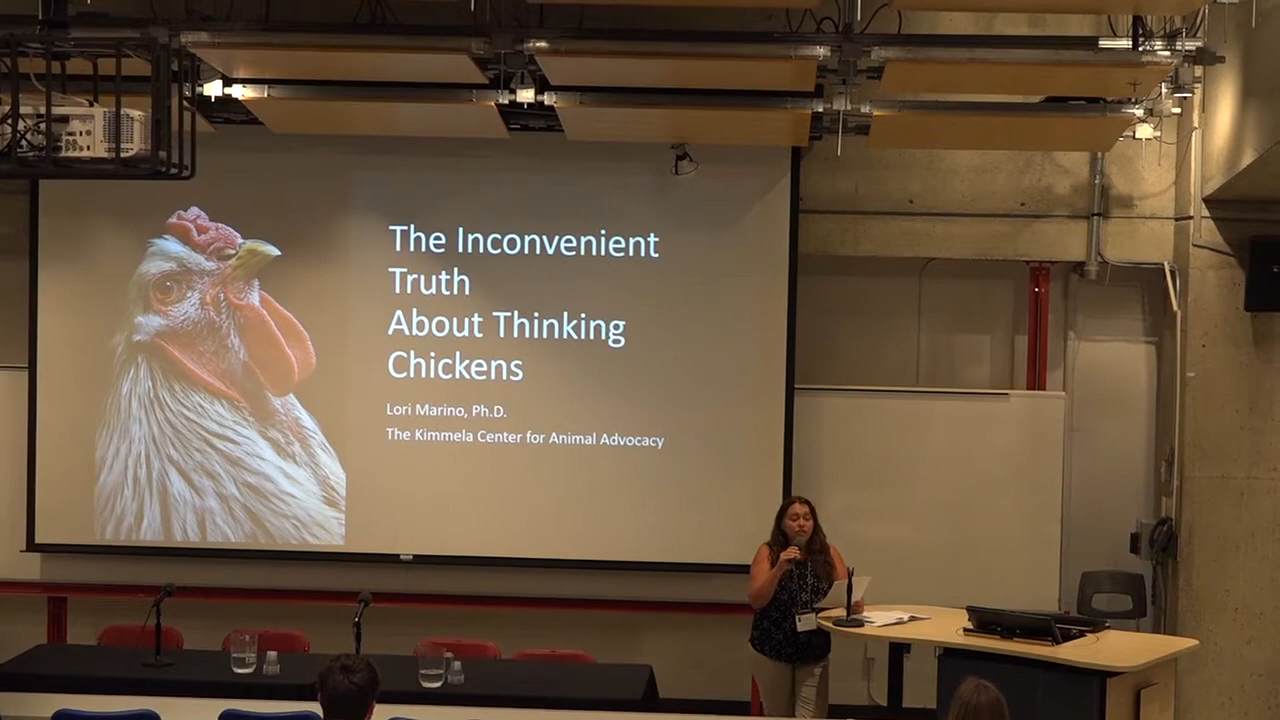 The Inconvenient
Truth
About Thinking
Chickens
Lori Marino, Ph.D.
The Kimmela Center for Animal Advocacy